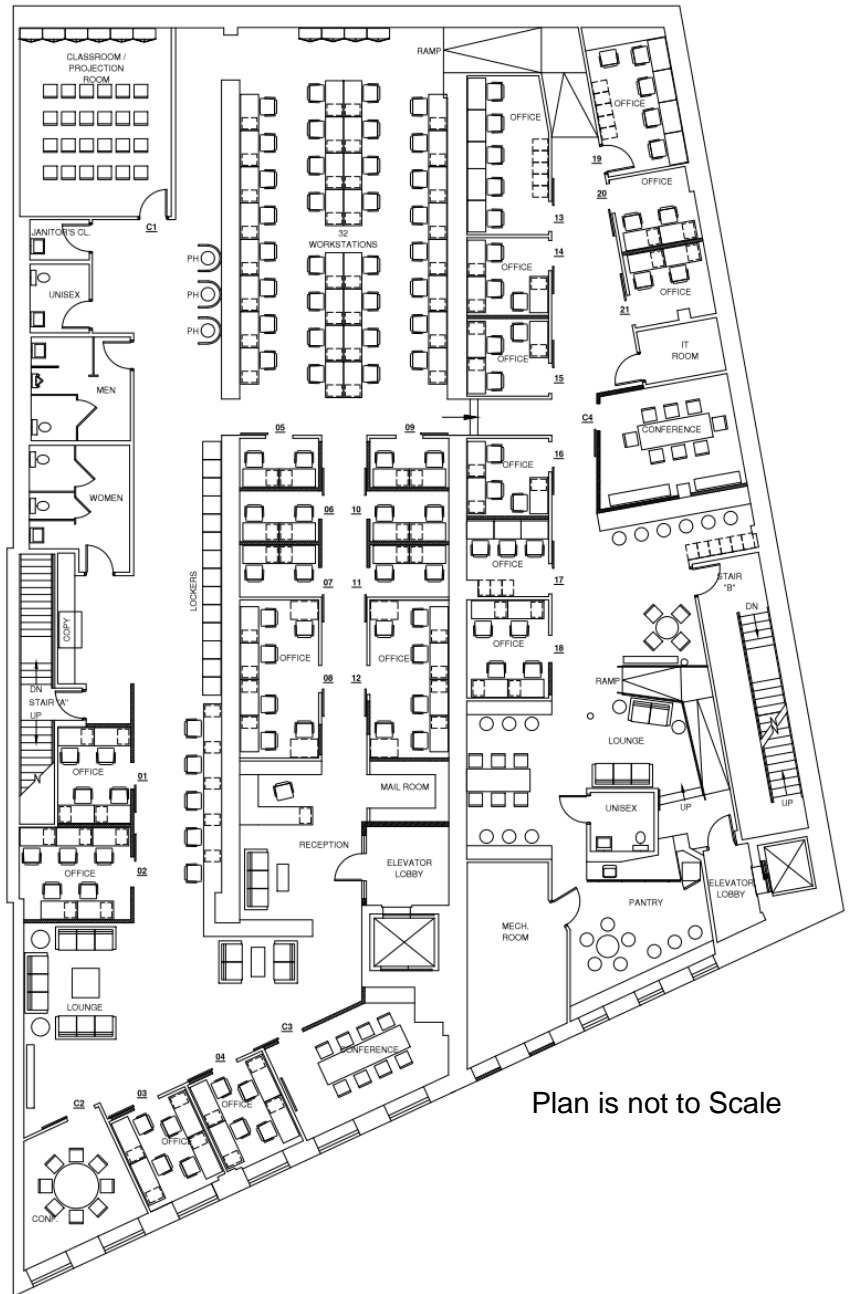 CLASSROOM /
PROJECTION
ROOM
RAMP
OFFICE
OFFICE
19
20
OFFICE
C1
JANITOR'S CL.
13
32
WORKSTATIONS
14
OFFICE
PH
PH
PH
UNISEX
OFFICE
21
OFFICE
15
IT
ROOM
MEN
C4
CONFERENCE
05
09
16
OFFICE
WOMEN
06
10
OFFICE
LOCKERS
07
11
17
STAIR
"B"
DN
COPY
OFFICE
OFFICE
OFFICE
18
08
12
RAMP
DN
STAIR "A"
UP
LOUNGE
OFFICE
01
MAIL ROOM
UNISEX
UP
UP
RECEPTION
ELEVATOR
LOBBY
OFFICE
02
ELEVATOR
LOBBY
PANTRY
MECH.
ROOM
LOUNGE
C3
CONFERENCE
04
03
OFFICE
C2
OFFICE
CONF.
Plan is not to Scale